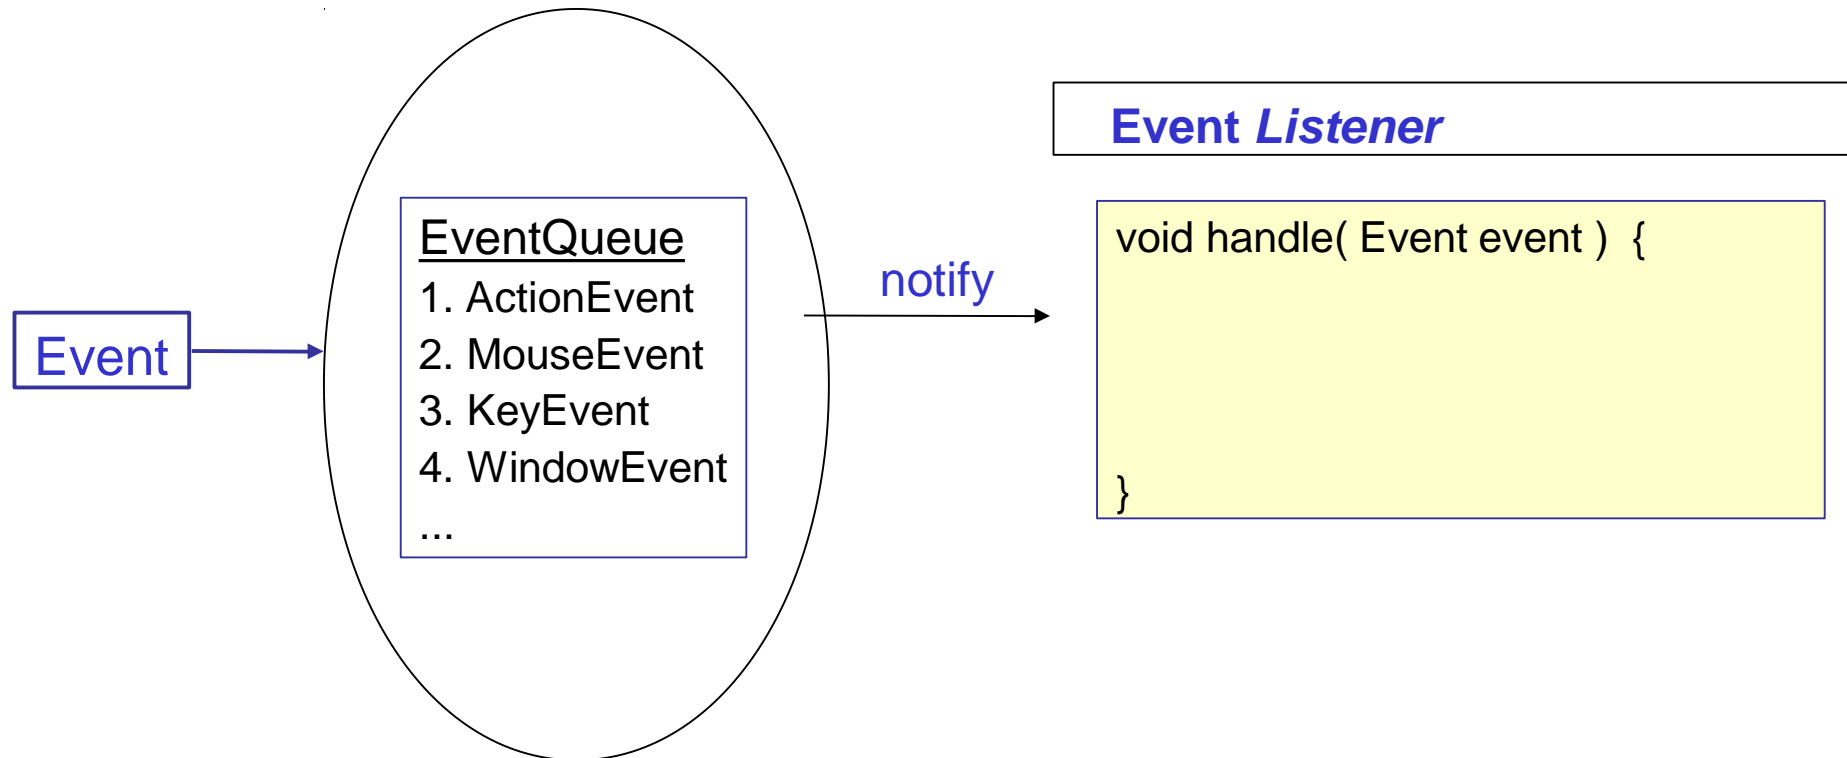 Event
EventQueue
1. ActionEvent
2. MouseEvent
3. KeyEvent
4. WindowEvent
...
notify
Event Listener
void handle( Event event ) {
}